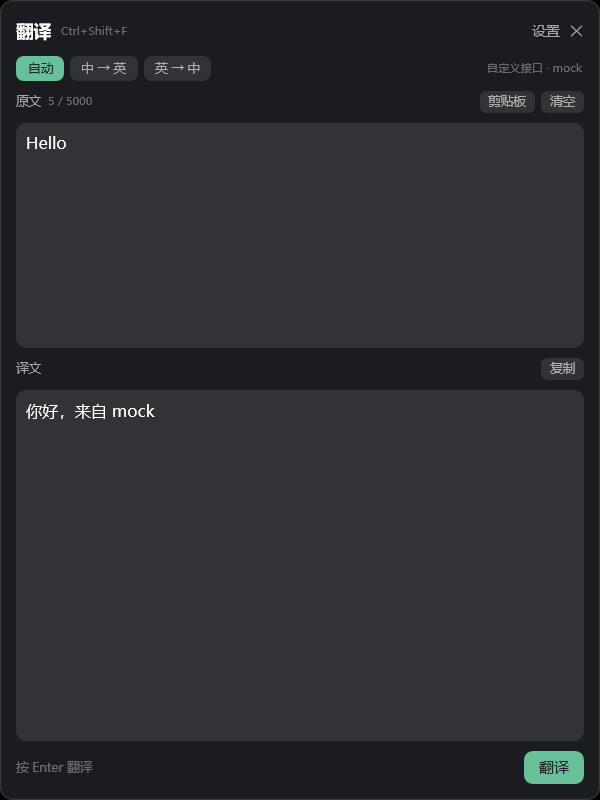 翻译 Ctrl+Shift+F 设置 ×
自动 中→英 英→中 自定义接口 · mock
原文 5 / 5000 剪贴板 清空
Hello
译文 复制
你好，来自 mock
按 Enter 翻译 翻译